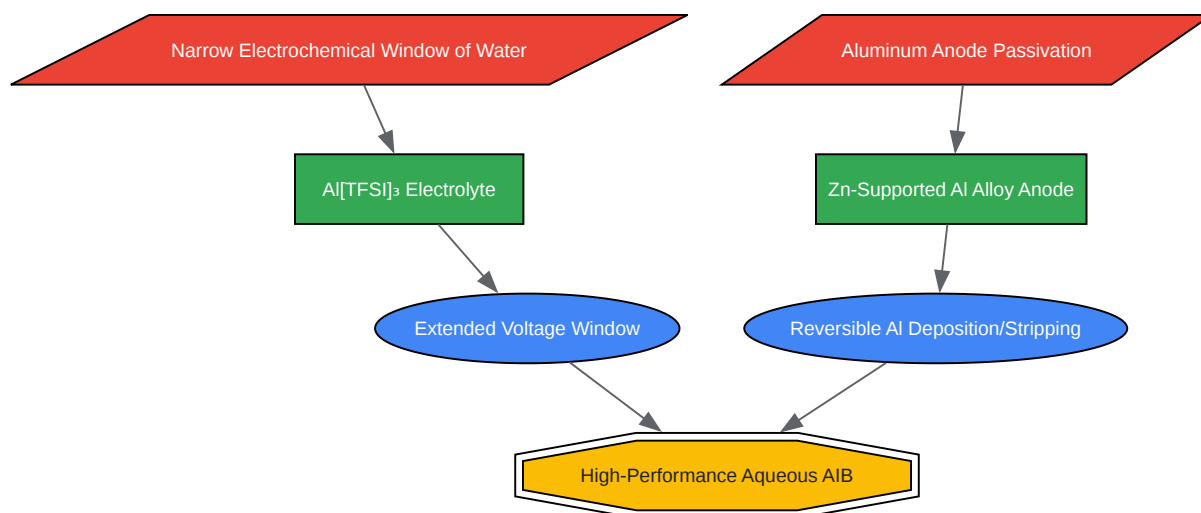 Narrow Electrochemical Window of Water
Aluminum Anode Passivation
Al[TFSI]₃ Electrolyte
Zn-Supported Al Alloy Anode
Extended Voltage Window
Reversible Al Deposition/Stripping
High-Performance Aqueous AIB